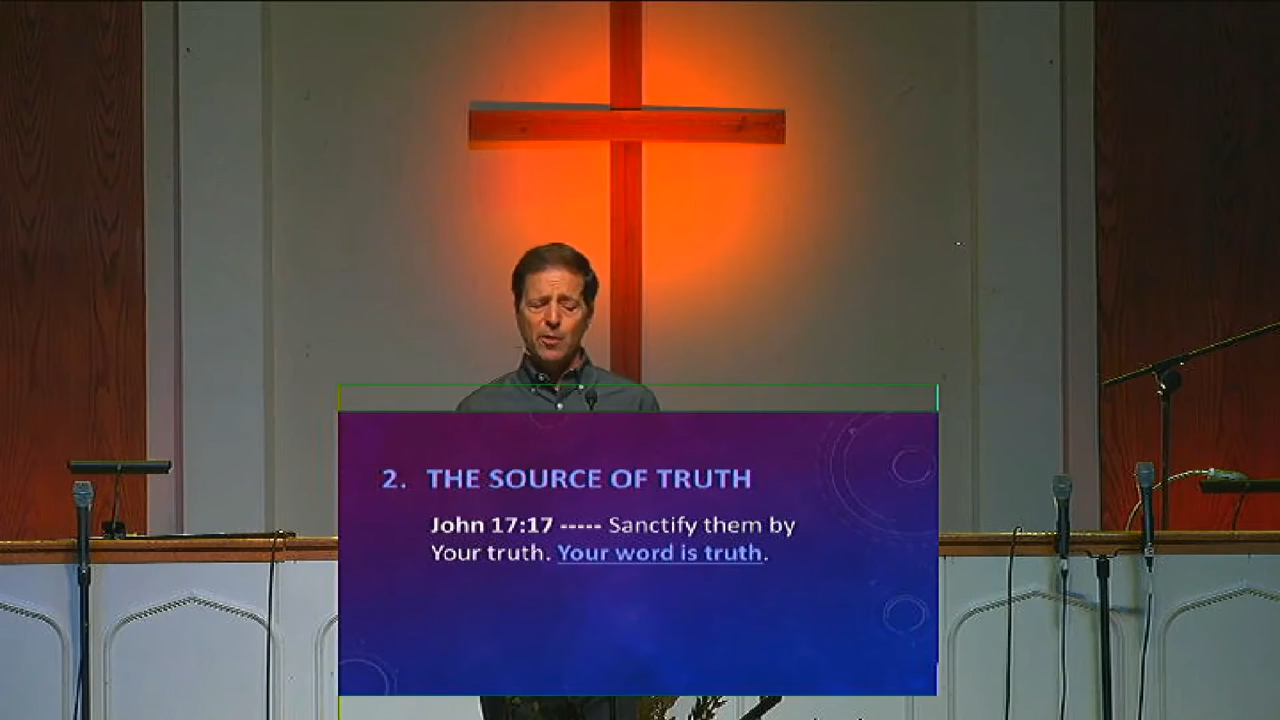 2. THE SOURCE OF TRUTH
John 17:17 ----- Sanctify them by
Your truth. Your word is truth.